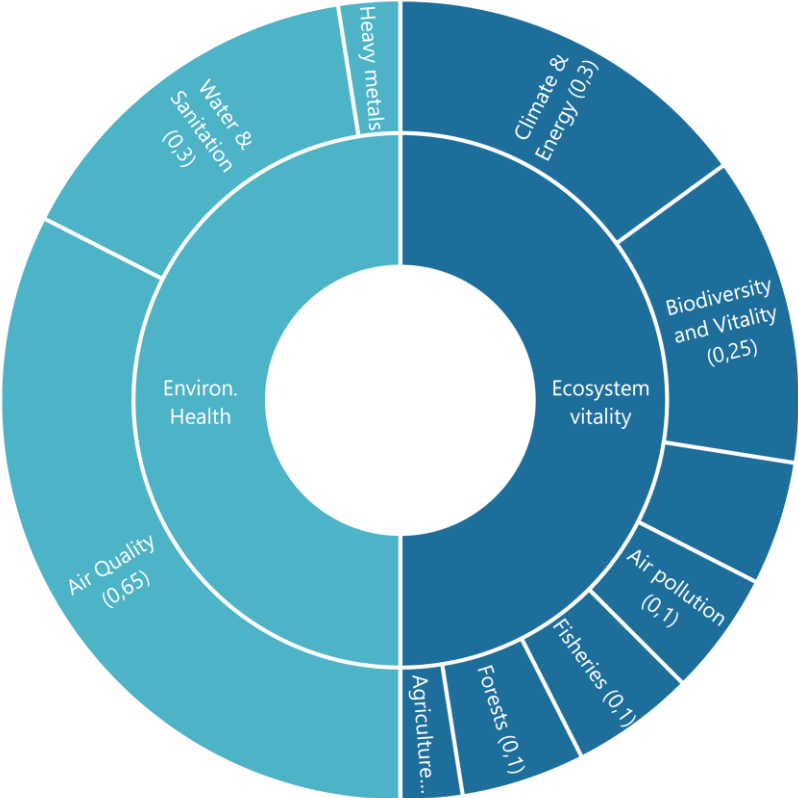 Heavy metals
Water &
Sanitation
(0,3)
Climate &
Energy (0,3)
Biodiversity
and Vitality
(0,25)
Environ.
Health
Ecosystem
vitality
Air Quality
(0,65)
Air pollution
(0,1)
Fisheries (0,1)
Forests (0,1)
Agriculture...